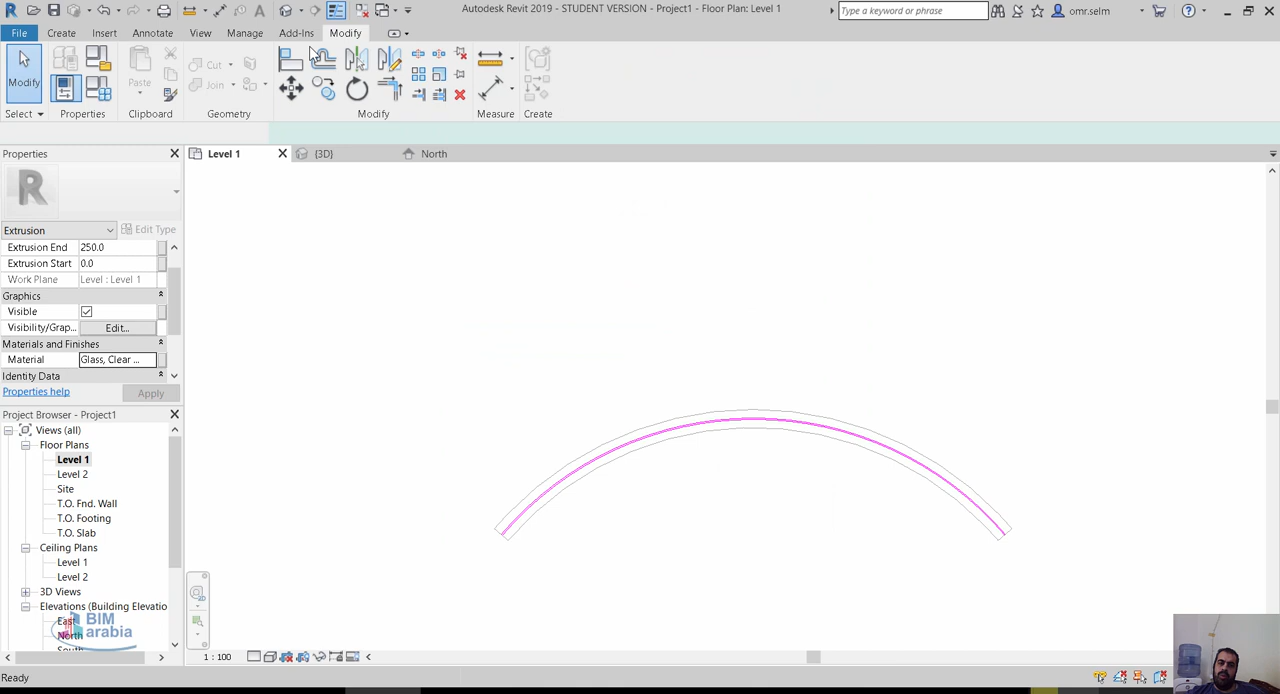 Autodesk Revit 2019 - STUDENT VERSION - Project1 - Floor Plan: Level 1
Type a keyword or phrase
omr.selm
File Create Insert Annotate View Manage Add-Ins Modify
Modify
Paste
Cut
Join
Select Properties Clipboard Geometry Modify Measure Create
Properties
Level 1 {3D} North
Extrusion Edit Type
Extrusion End 250.0
Extrusion Start 0.0
Work Plane Level : Level 1
Graphics
Visible
Visibility/Grap... Edit...
Materials and Finishes
Material Glass, Clear ...
Identity Data
Properties help Apply
Project Browser - Project1
Views (all)
Floor Plans
Level 1
Level 2
Site
T.O. Fnd. Wall
T.O. Footing
T.O. Slab
Ceiling Plans
Level 1
Level 2
3D Views
Elevations (Building Elevatio
East
North
BIM
arabia
1 : 100
Ready